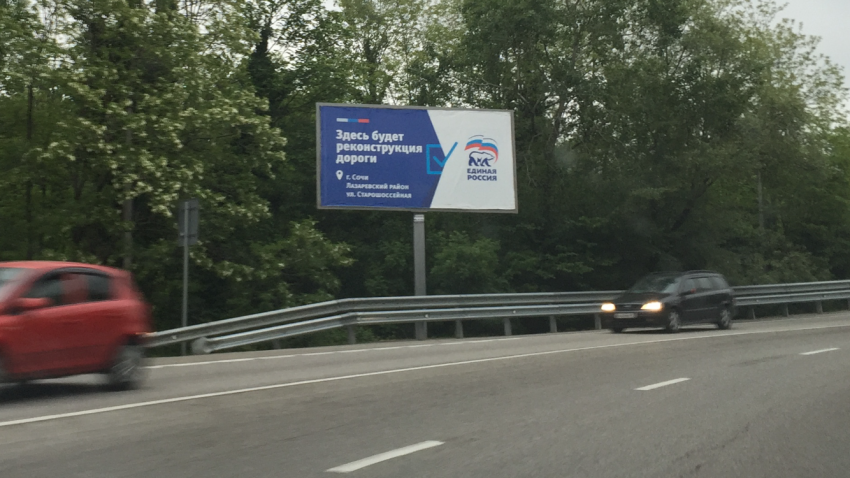 Здесь будет
реконструкция
дороги
г. Сочи
Лазаревский район
ул. Старошоссейная
ЕДИНАЯ
РОССИЯ